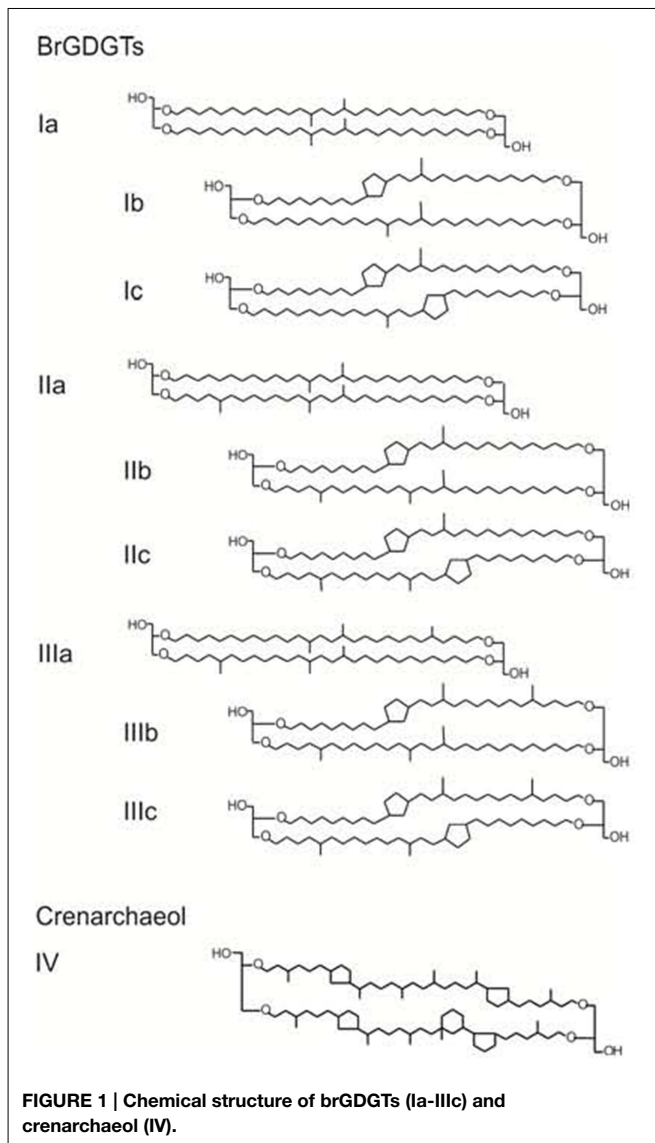 BrGDGTs
Ia
HO
O
O
O
O
OH
Ib
HO
O
O
O
O
OH
Ic
HO
O
O
O
O
OH
IIa
HO
O
O
O
O
OH
IIb
HO
O
O
O
O
OH
IIc
HO
O
O
O
O
OH
IIIa
HO
O
O
O
O
OH
IIIb
HO
O
O
O
O
OH
IIIc
HO
O
O
O
O
OH
Crenarchaeol
IV
HO
O
O
O
O
OH
FIGURE 1 | Chemical structure of brGDGTs (Ia-IIIc) and
crenarchaeol (IV).